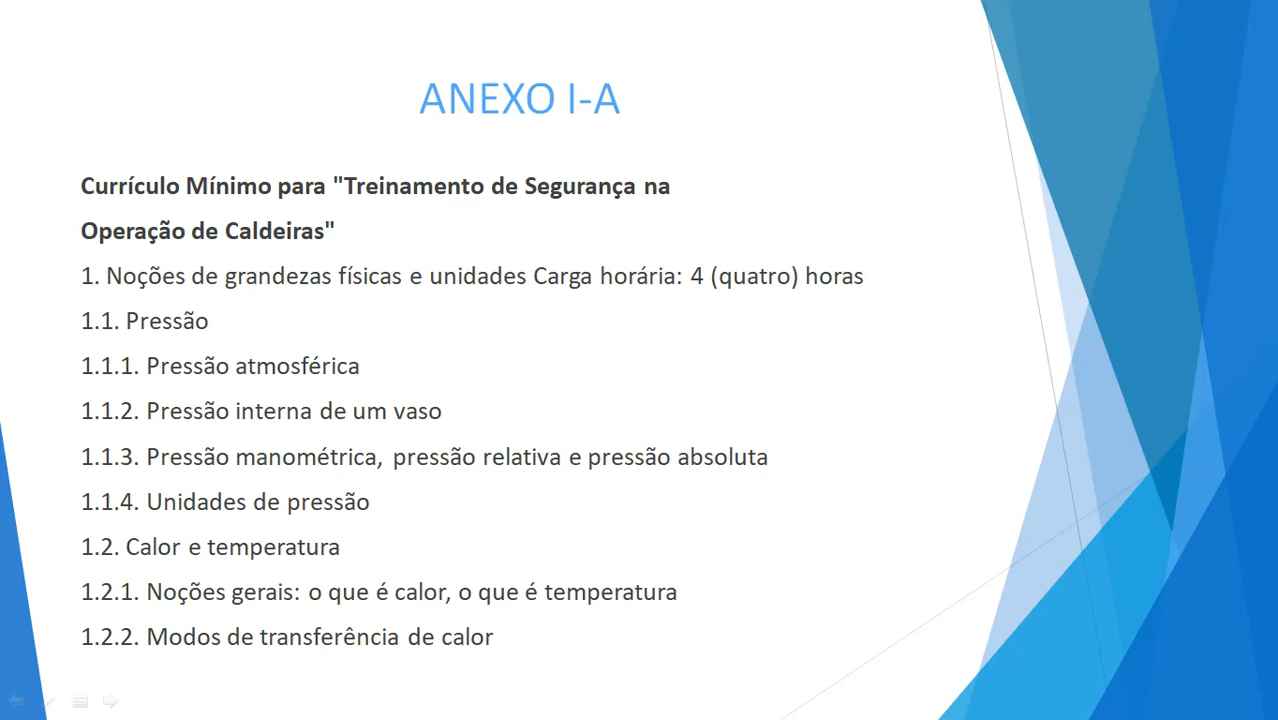 ANEXO I-A
Currículo Mínimo para "Treinamento de Segurança na
Operação de Caldeiras"
1. Noções de grandezas físicas e unidades Carga horária: 4 (quatro) horas
1.1. Pressão
1.1.1. Pressão atmosférica
1.1.2. Pressão interna de um vaso
1.1.3. Pressão manométrica, pressão relativa e pressão absoluta
1.1.4. Unidades de pressão
1.2. Calor e temperatura
1.2.1. Noções gerais: o que é calor, o que é temperatura
1.2.2. Modos de transferência de calor